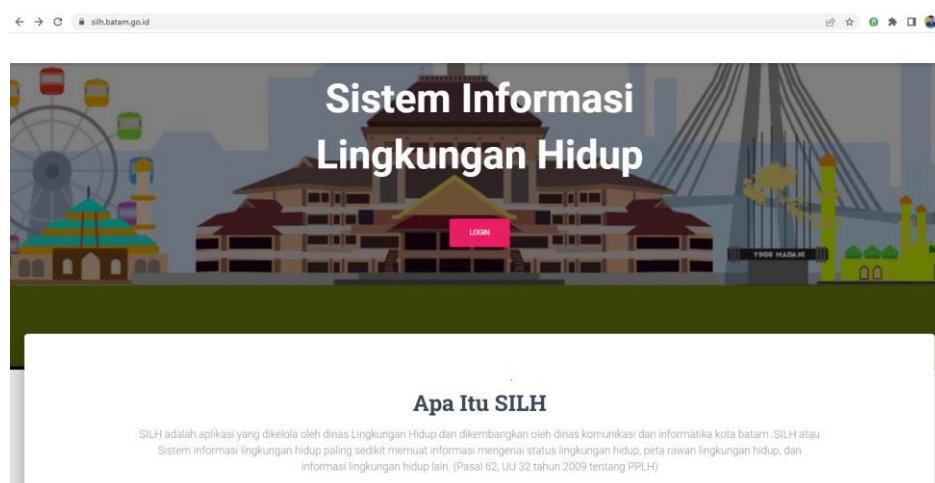 silh.batam.go.id
Sistem Informasi
Lingkungan Hidup
LOGIN
Apa Itu SILH
SILH adalah aplikasi yang dikelola oleh dinas Lingkungan Hidup dan dikembangkan oleh dinas komunikasi dan informatika kota batam .SILH atau
Sistem informasi lingkungan hidup paling sedikit memuat informasi mengenai status lingkungan hidup, peta rawan lingkungan hidup, dan
informasi lingkungan hidup lain. (Pasal 62, UU 32 tahun 2009 tentang PPLH)